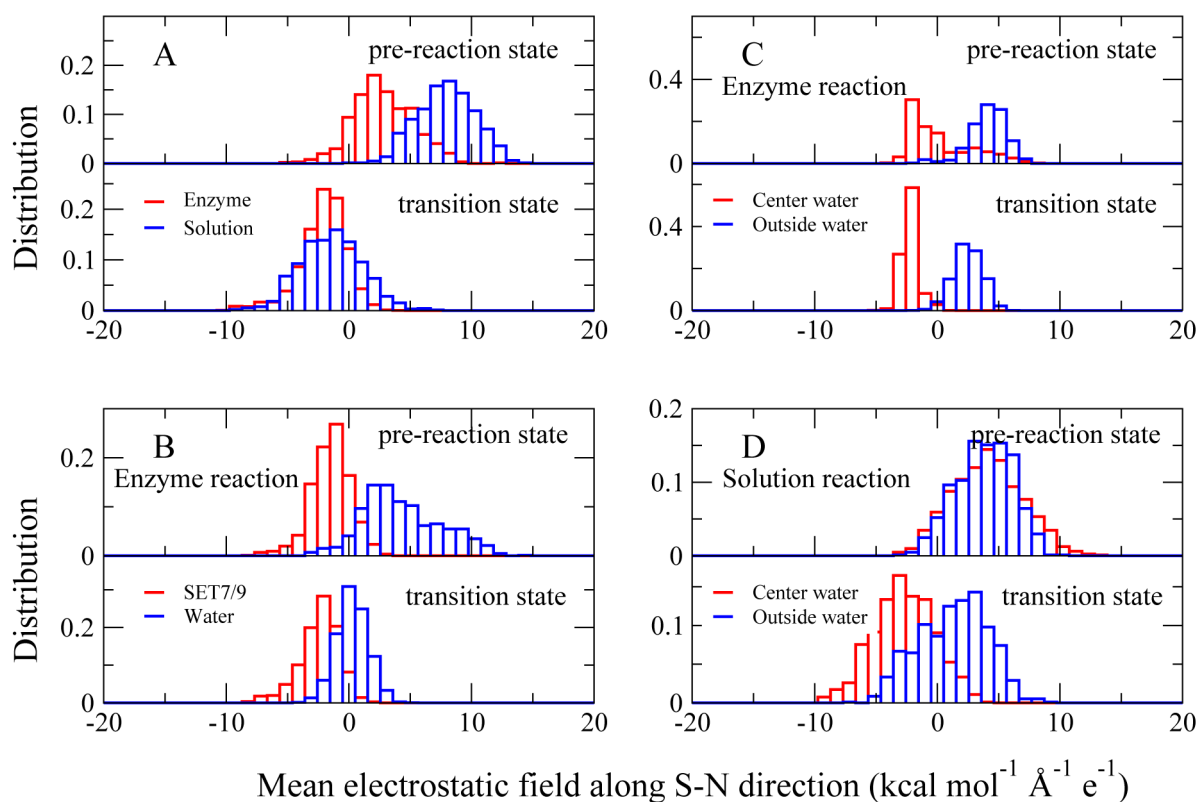 A
pre-reaction state
0.2
0.1
0
Enzyme
Solution
transition state
0.2
0.1
0
-20
-10
0
10
20
Distribution
C
pre-reaction state
Enzyme reaction
0.4
0
Center water
Outside water
transition state
0.4
0
-20
-10
0
10
20
B
pre-reaction state
Enzyme reaction
0.2
0
SET7/9
Water
transition state
0.2
0
-20
-10
0
10
20
Distribution
D
pre-reaction state
Solution reaction
0.2
0.1
0
Center water
Outside water
transition state
0.1
0
-20
-10
0
10
20
Mean electrostatic field along S-N direction (kcal mol⁻¹ Å⁻¹ e⁻¹)